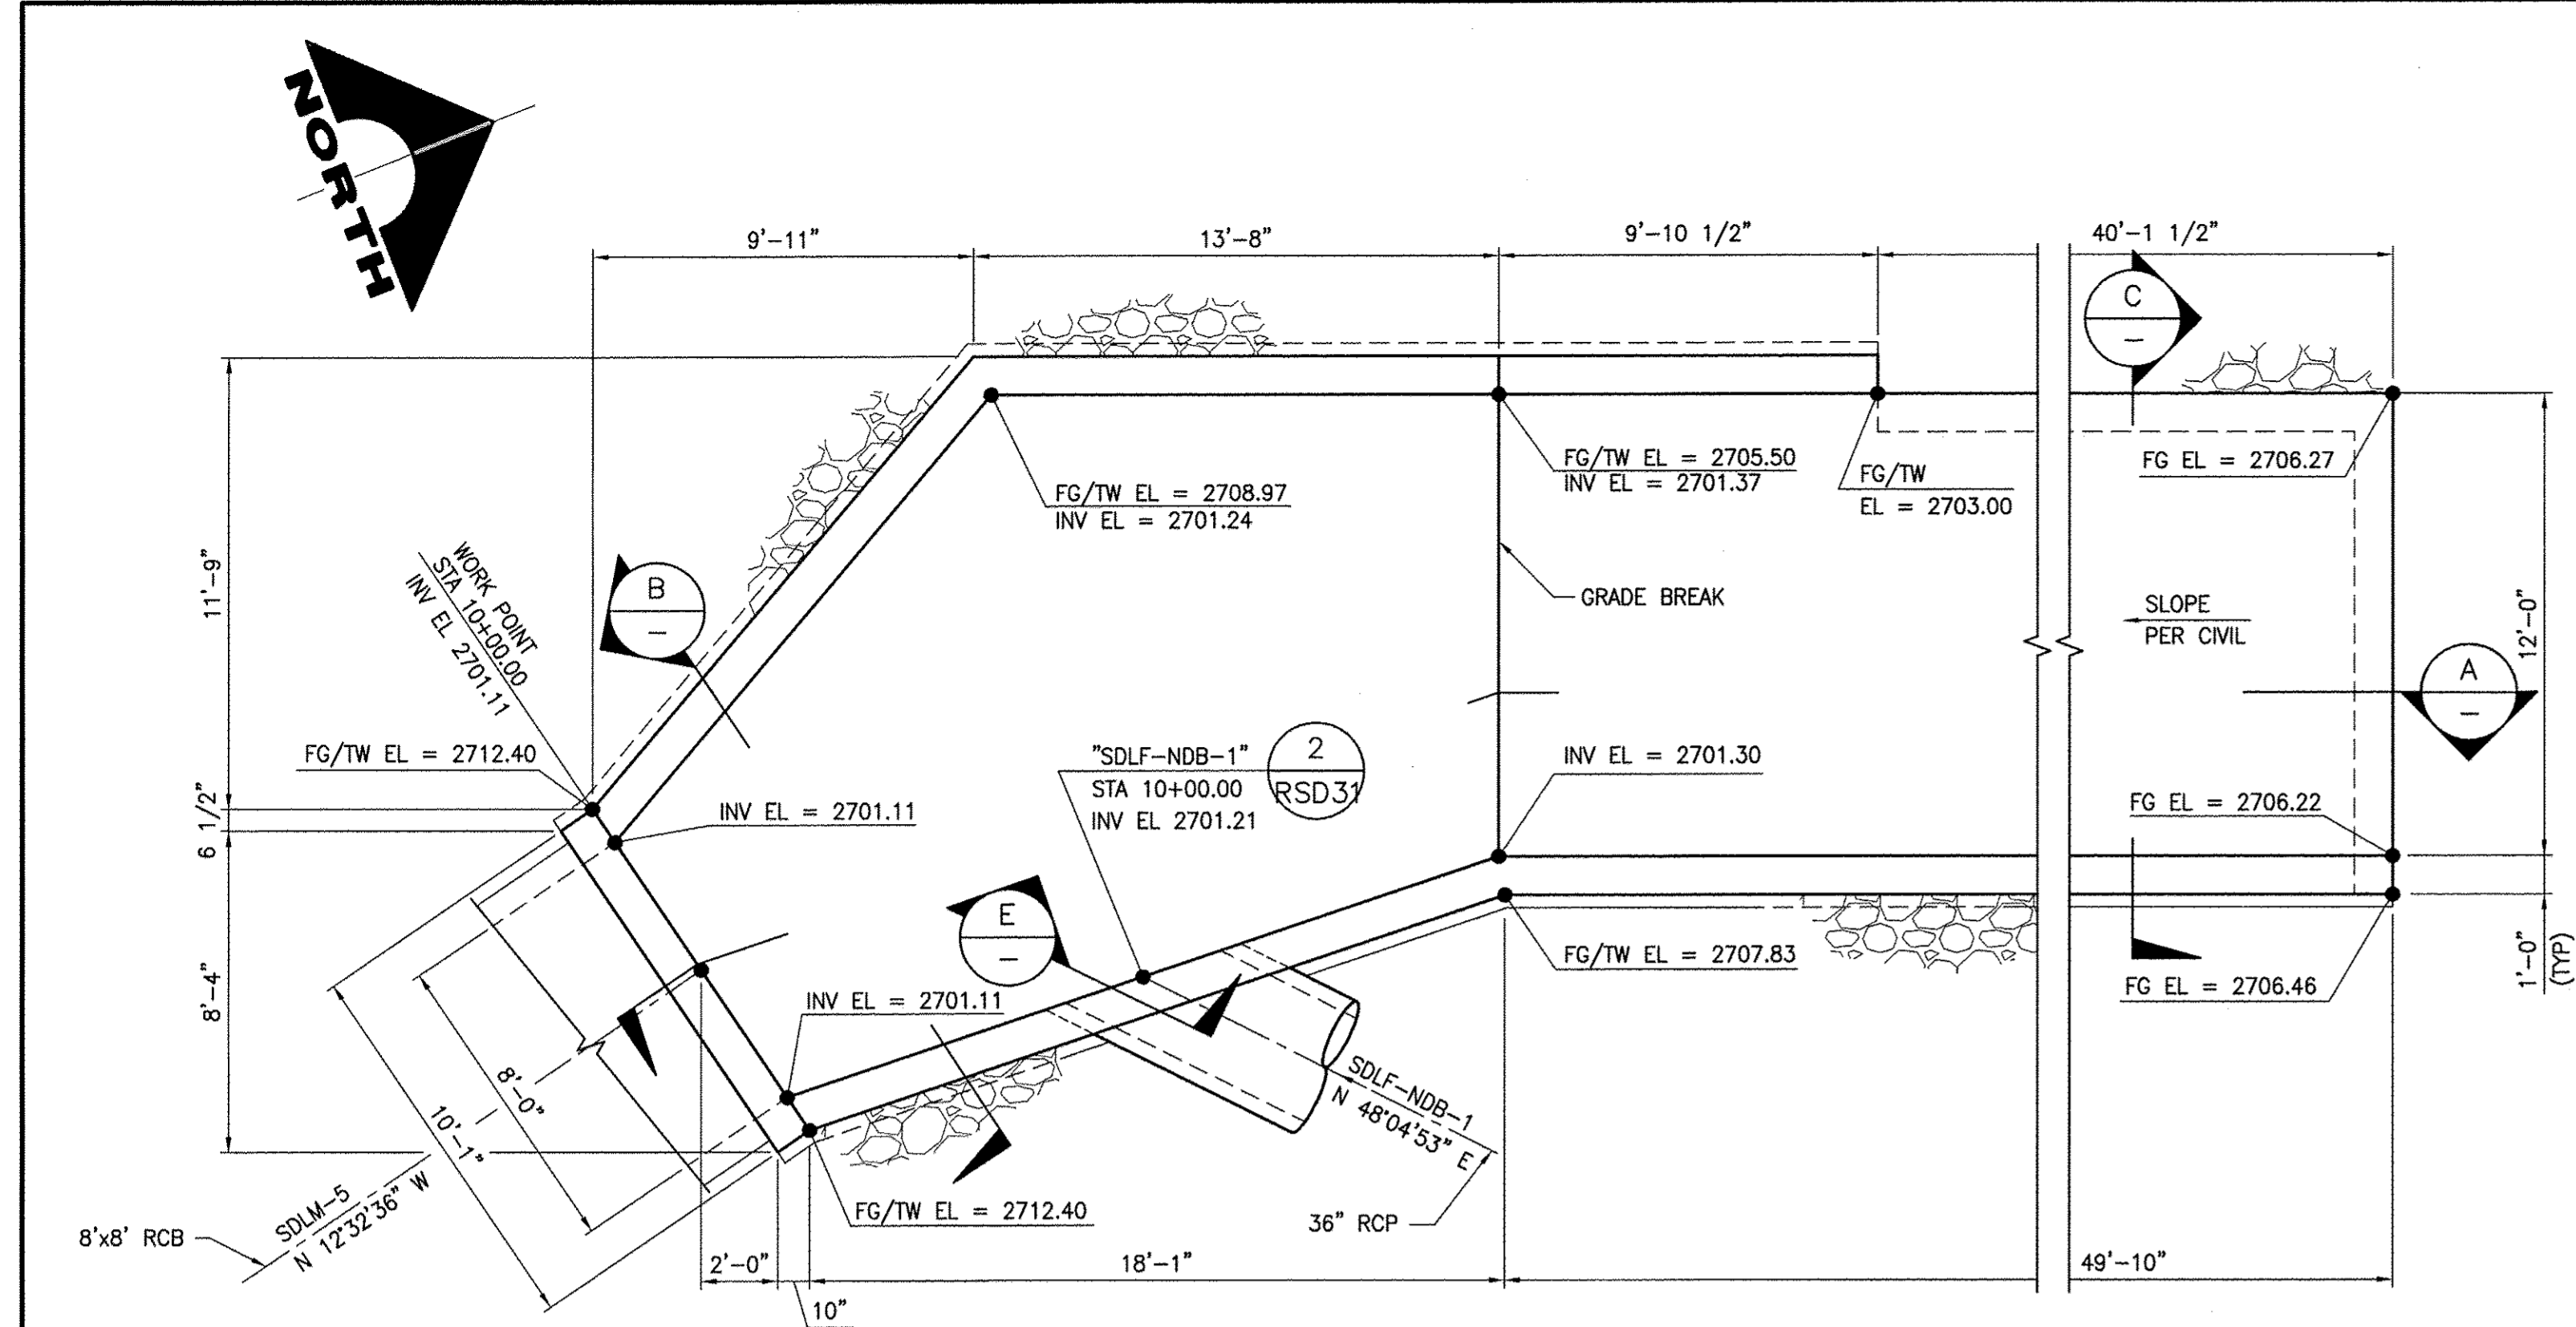 NORTH
9'-11"
13'-8"
9'-10 1/2"
40'-1 1/2"
C
–
FG/TW EL = 2705.50
INV EL = 2701.37
FG/TW
EL = 2703.00
FG EL = 2706.27
FG/TW EL = 2708.97
INV EL = 2701.24
11'-9"
WORK POINT
STA 10+00.00
INV EL 2701.11
B
–
GRADE BREAK
SLOPE
PER CIVIL
12'-0"
A
–
FG/TW EL = 2712.40
"SDLF-NDB-1"
STA 10+00.00
INV EL 2701.21
2
RSD31
INV EL = 2701.30
6 1/2"
INV EL = 2701.11
FG EL = 2706.22
E
–
FG/TW EL = 2707.83
8'-4"
INV EL = 2701.11
FG EL = 2706.46
1'-0"
(TYP)
8'-0"
10'-1"
SDLF-NDB-1
N 48°04'53" E
SDLM-5
N 12°32'36" W
8'x8' RCB
FG/TW EL = 2712.40
36" RCP
2'-0"
18'-1"
49'-10"
10"